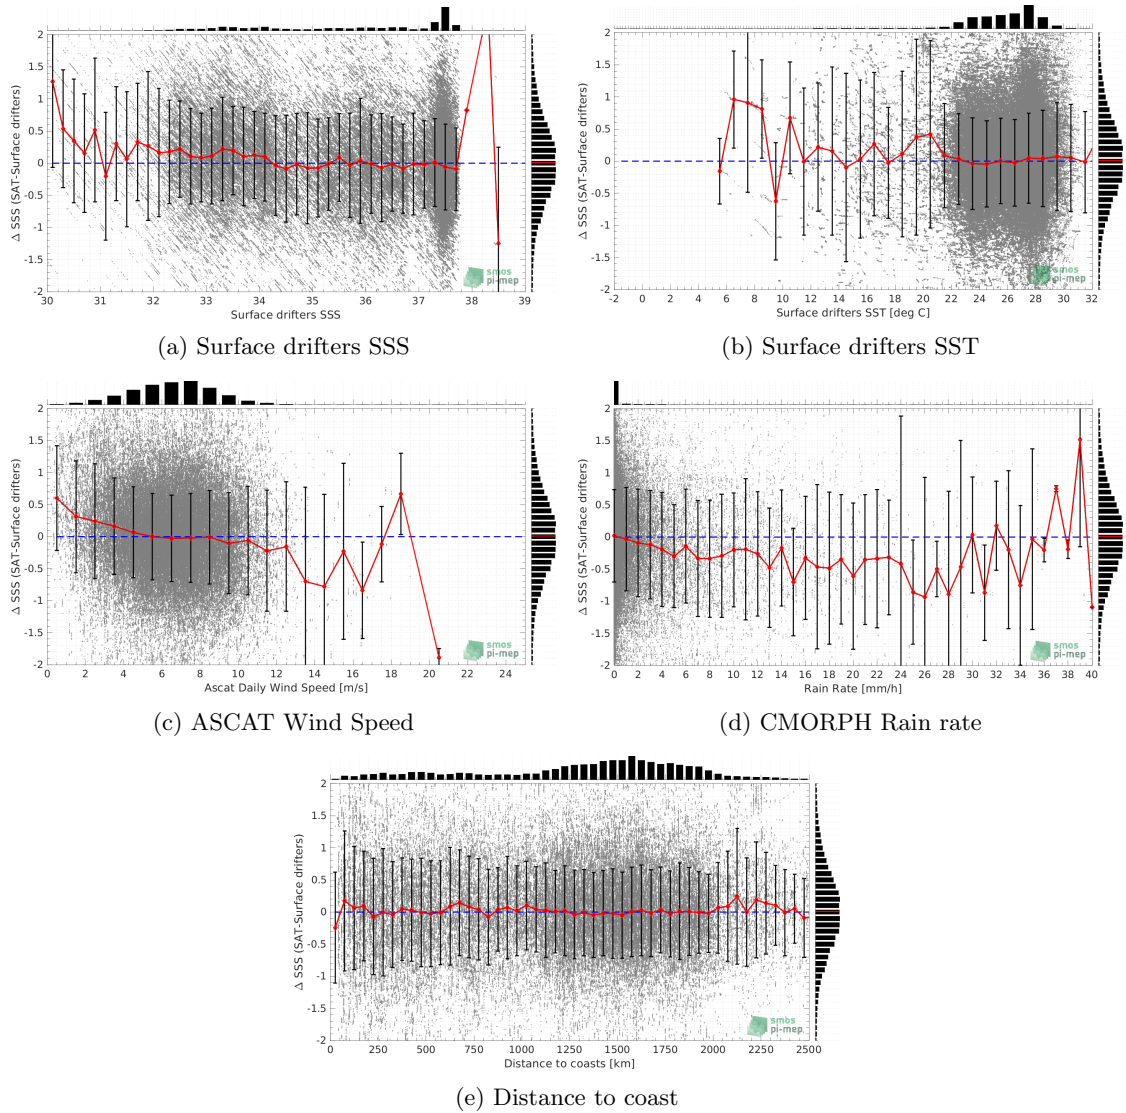 2
1.5
1
0.5
0
-0.5
-1
-1.5
-2
Δ SSS (SAT-Surface drifters)
30 31 32 33 34 35 36 37 38 39
Surface drifters SSS
smos
pi-mep
(a) Surface drifters SSS
2
1.5
1
0.5
0
-0.5
-1
-1.5
-2
Δ SSS (SAT-Surface drifters)
-2 0 2 4 6 8 10 12 14 16 18 20 22 24 26 28 30 32
Surface drifters SST [deg C]
smos
pi-mep
(b) Surface drifters SST
2
1.5
1
0.5
0
-0.5
-1
-1.5
-2
Δ SSS (SAT-Surface drifters)
0 2 4 6 8 10 12 14 16 18 20 22 24
Ascat Daily Wind Speed [m/s]
smos
pi-mep
(c) ASCAT Wind Speed
2
1.5
1
0.5
0
-0.5
-1
-1.5
-2
Δ SSS (SAT-Surface drifters)
0 2 4 6 8 10 12 14 16 18 20 22 24 26 28 30 32 34 36 38 40
Rain Rate [mm/h]
smos
pi-mep
(d) CMORPH Rain rate
2
1.5
1
0.5
0
-0.5
-1
-1.5
-2
Δ SSS (SAT-Surface drifters)
0 250 500 750 1000 1250 1500 1750 2000 2250 2500
Distance to coasts [km]
smos
pi-mep
(e) Distance to coast